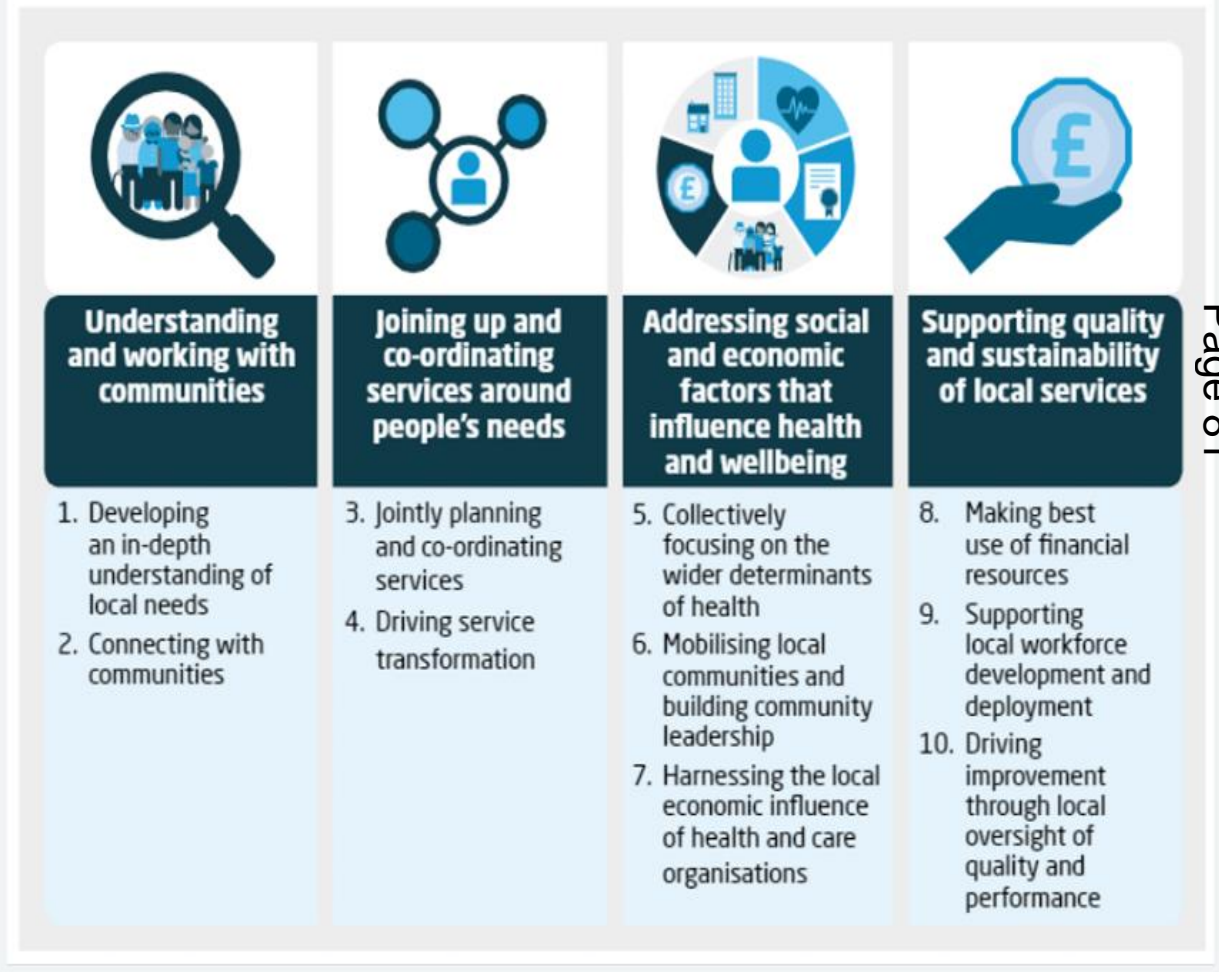 Understanding
and working with
communities
1. Developing
an in-depth
understanding of
local needs
2. Connecting with
communities
Joining up and
co-ordinating
services around
people's needs
3. Jointly planning
and co-ordinating
services
4. Driving service
transformation
£
Addressing social
and economic
factors that
influence health
and wellbeing
5. Collectively
focusing on the
wider determinants
of health
6. Mobilising local
communities and
building community
leadership
7. Harnessing the local
economic influence
of health and care
organisations
£
Supporting quality
and sustainability
of local services
8. Making best
use of financial
resources
9. Supporting
local workforce
development and
deployment
10. Driving
improvement
through local
oversight of
quality and
performance
Page